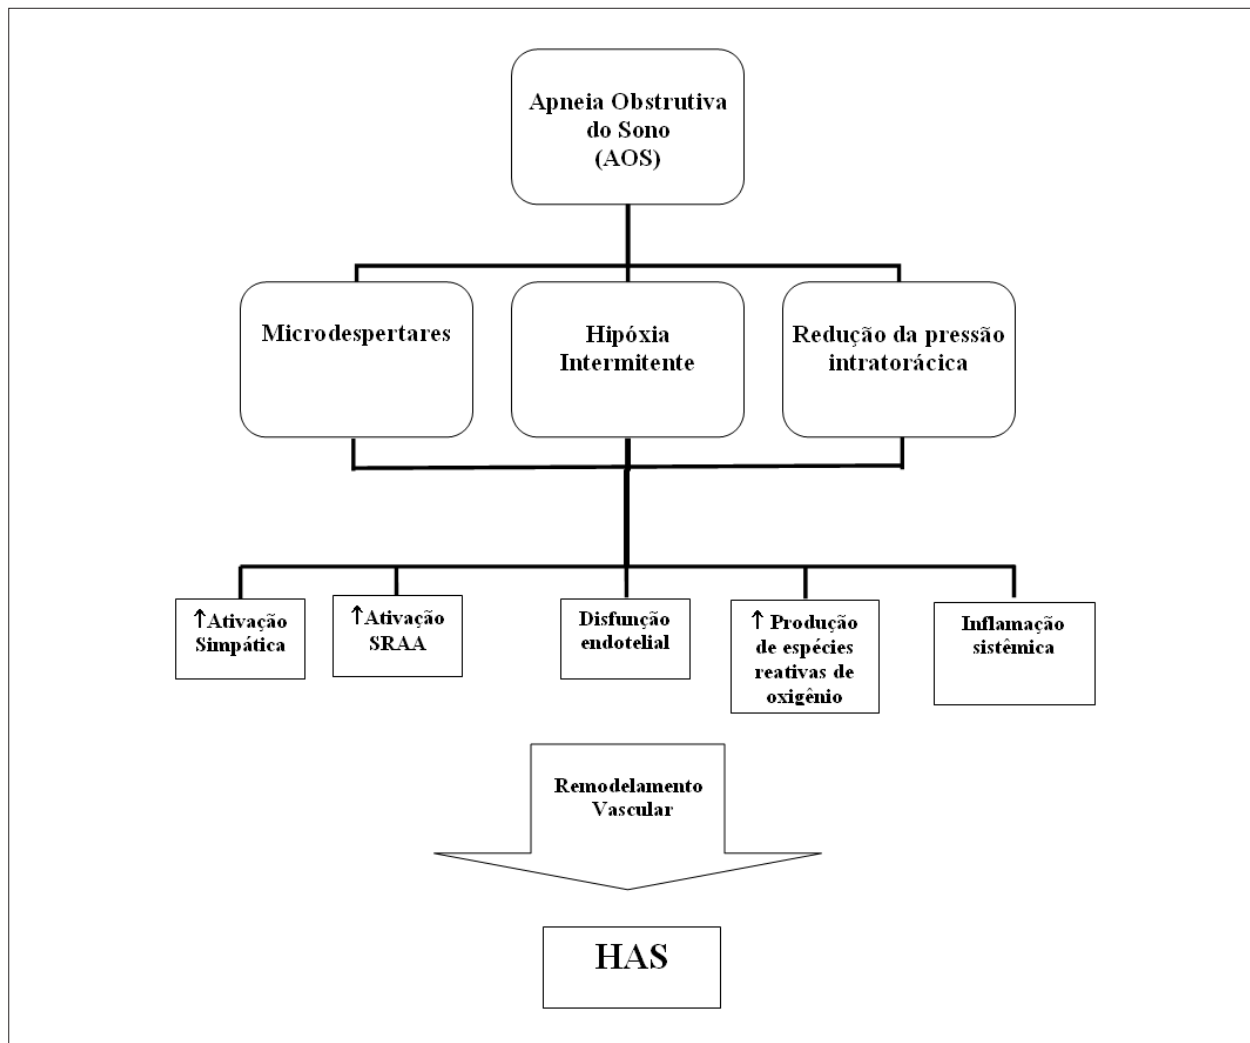 Apneia Obstrutiva
do Sono
(AOS)
Microdespertares
Hipóxia
Intermitente
Redução da pressão
intratorácica
↑Ativação
Simpática
↑Ativação
SRAA
Disfunção
endotelial
↑ Produção
de espécies
reativas de
oxigênio
Inflamação
sistêmica
Remodelamento
Vascular
HAS